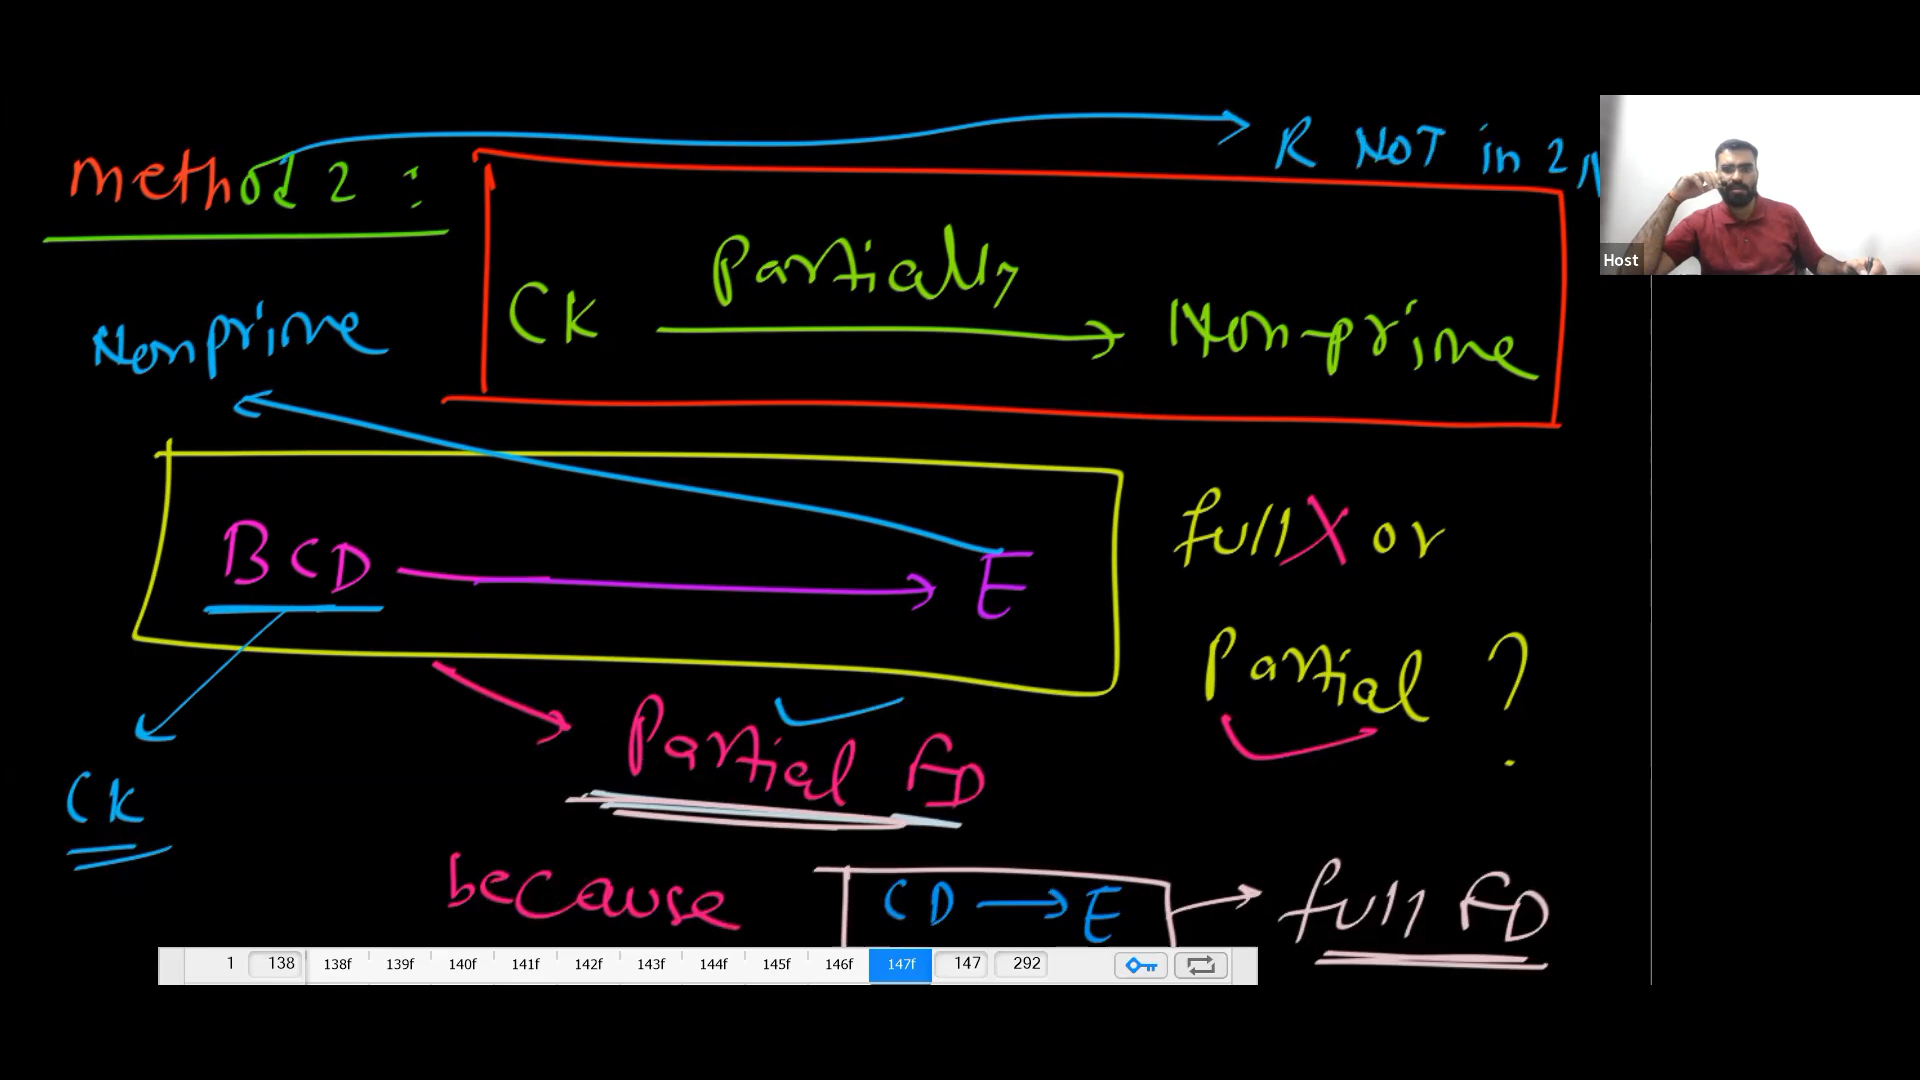 R NOT in 2N
Method 2 :
Partially
CK → Non-prime
Nonprime
Host
BCD → E
full X or
Partial ?
Partial FD
CK
because CD → E → full FD
1 138 138f 139f 140f 141f 142f 143f 144f 145f 146f 147f 147 292